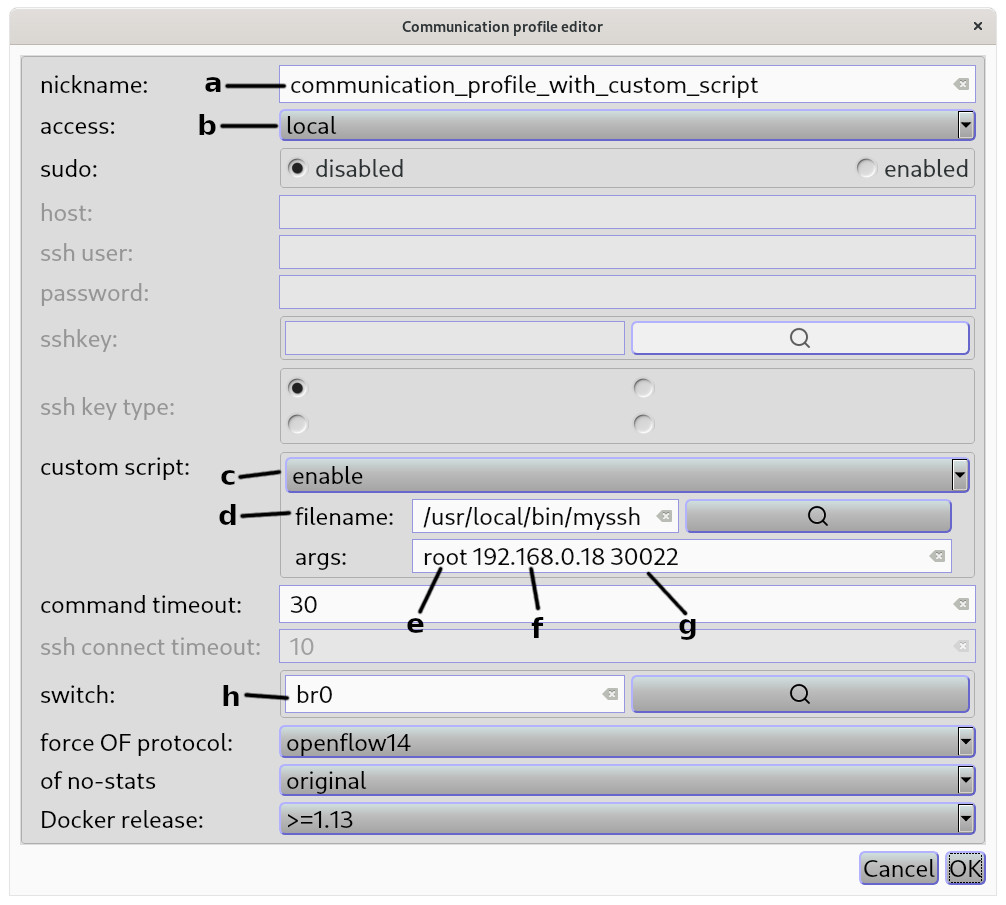 Communication profile editor ×
nickname: a communication_profile_with_custom_script
access: b local
sudo: disabled enabled
host:
ssh user:
password:
sshkey:
ssh key type:
custom script: c enable
d filename: /usr/local/bin/myssh
args: root 192.168.0.18 30022
command timeout: 30
e f g
ssh connect timeout: 10
switch: h br0
force OF protocol: openflow14
of no-stats original
Docker release: >=1.13
Cancel OK